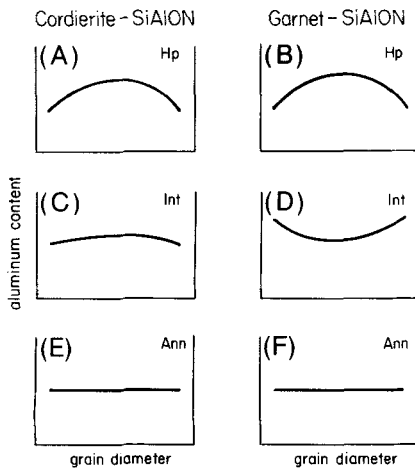 Cordierite – SiAlON Garnet – SiAlON
(A) Hp (B) Hp
aluminum content
(C) Int (D) Int
(E) Ann (F) Ann
grain diameter grain diameter